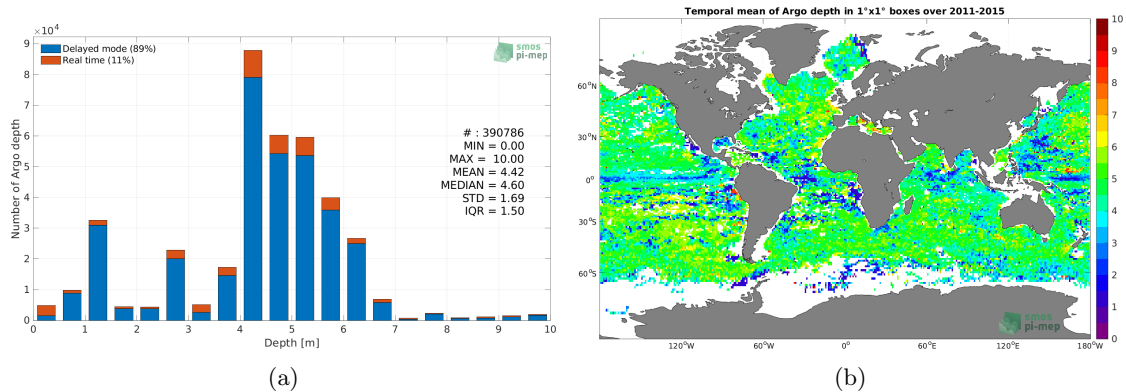 ×10⁴
9
8
7
6
5
4
3
2
1
0
Number of Argo depth
Delayed mode (89%)
Real time (11%)
smos
pi-mep
# : 390786
MIN = 0.00
MAX = 10.00
MEAN = 4.42
MEDIAN = 4.60
STD = 1.69
IQR = 1.50
0 1 2 3 4 5 6 7 8 9 10
Depth [m]
(a)
Temporal mean of Argo depth in 1°x1° boxes over 2011-2015
60°N
30°N
0°
30°S
60°S
120°W 60°W 0° 60°E 120°E 180°W
smos
pi-mep
10
9
8
7
6
5
4
3
2
1
0
(b)